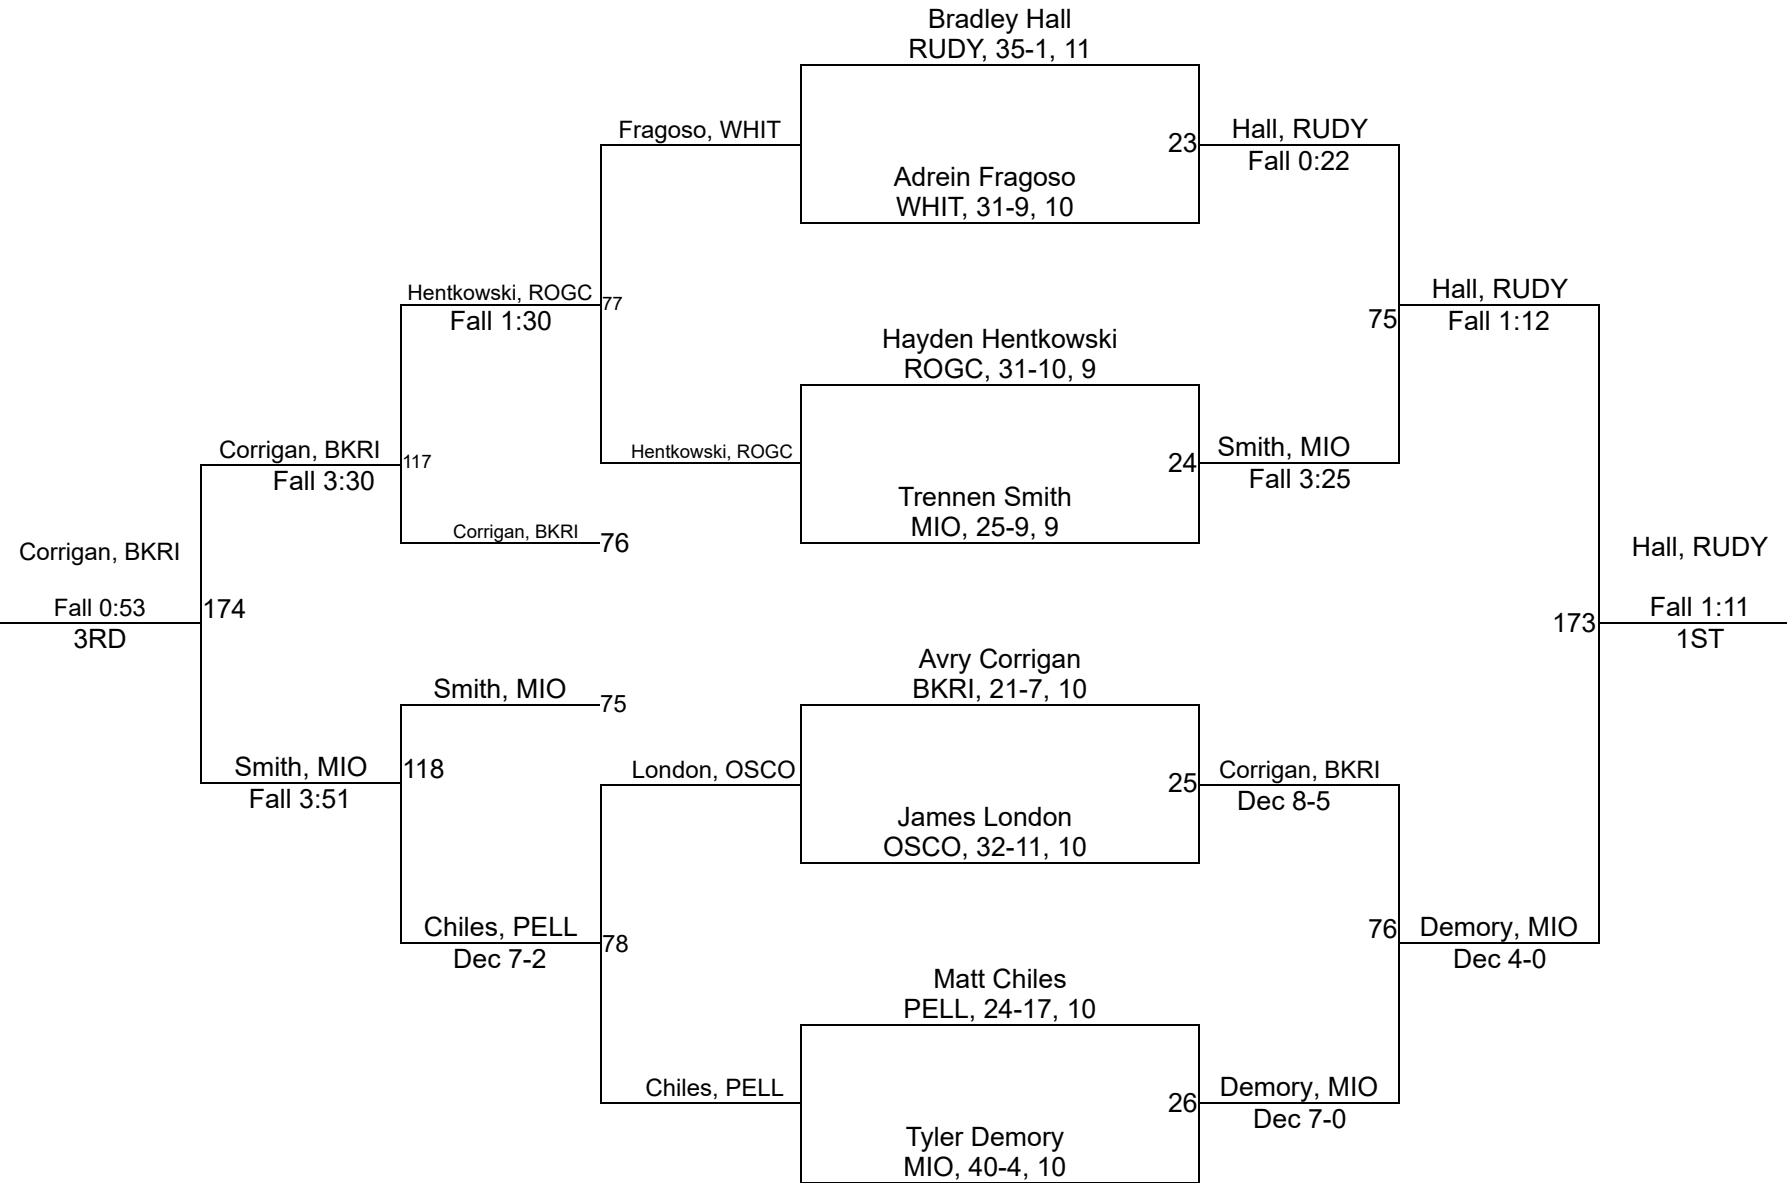 Bradley Hall
RUDY, 35-1, 11
Fragoso, WHIT
23
Hall, RUDY
Fall 0:22
Adrein Fragoso
WHIT, 31-9, 10
Hentkowski, ROGC
77
Fall 1:30
Hall, RUDY
75
Fall 1:12
Hayden Hentkowski
ROGC, 31-10, 9
Corrigan, BKRI
117
Fall 3:30
Hentkowski, ROGC
24
Smith, MIO
Fall 3:25
Trennen Smith
MIO, 25-9, 9
Corrigan, BKRI
76
Corrigan, BKRI
Fall 0:53
174
3RD
Hall, RUDY
173
Fall 1:11
1ST
Avry Corrigan
BKRI, 21-7, 10
Smith, MIO
75
Smith, MIO
118
Fall 3:51
London, OSCO
25
Corrigan, BKRI
Dec 8-5
James London
OSCO, 32-11, 10
Chiles, PELL
78
Dec 7-2
76
Demory, MIO
Dec 4-0
Matt Chiles
PELL, 24-17, 10
Chiles, PELL
26
Demory, MIO
Dec 7-0
Tyler Demory
MIO, 40-4, 10